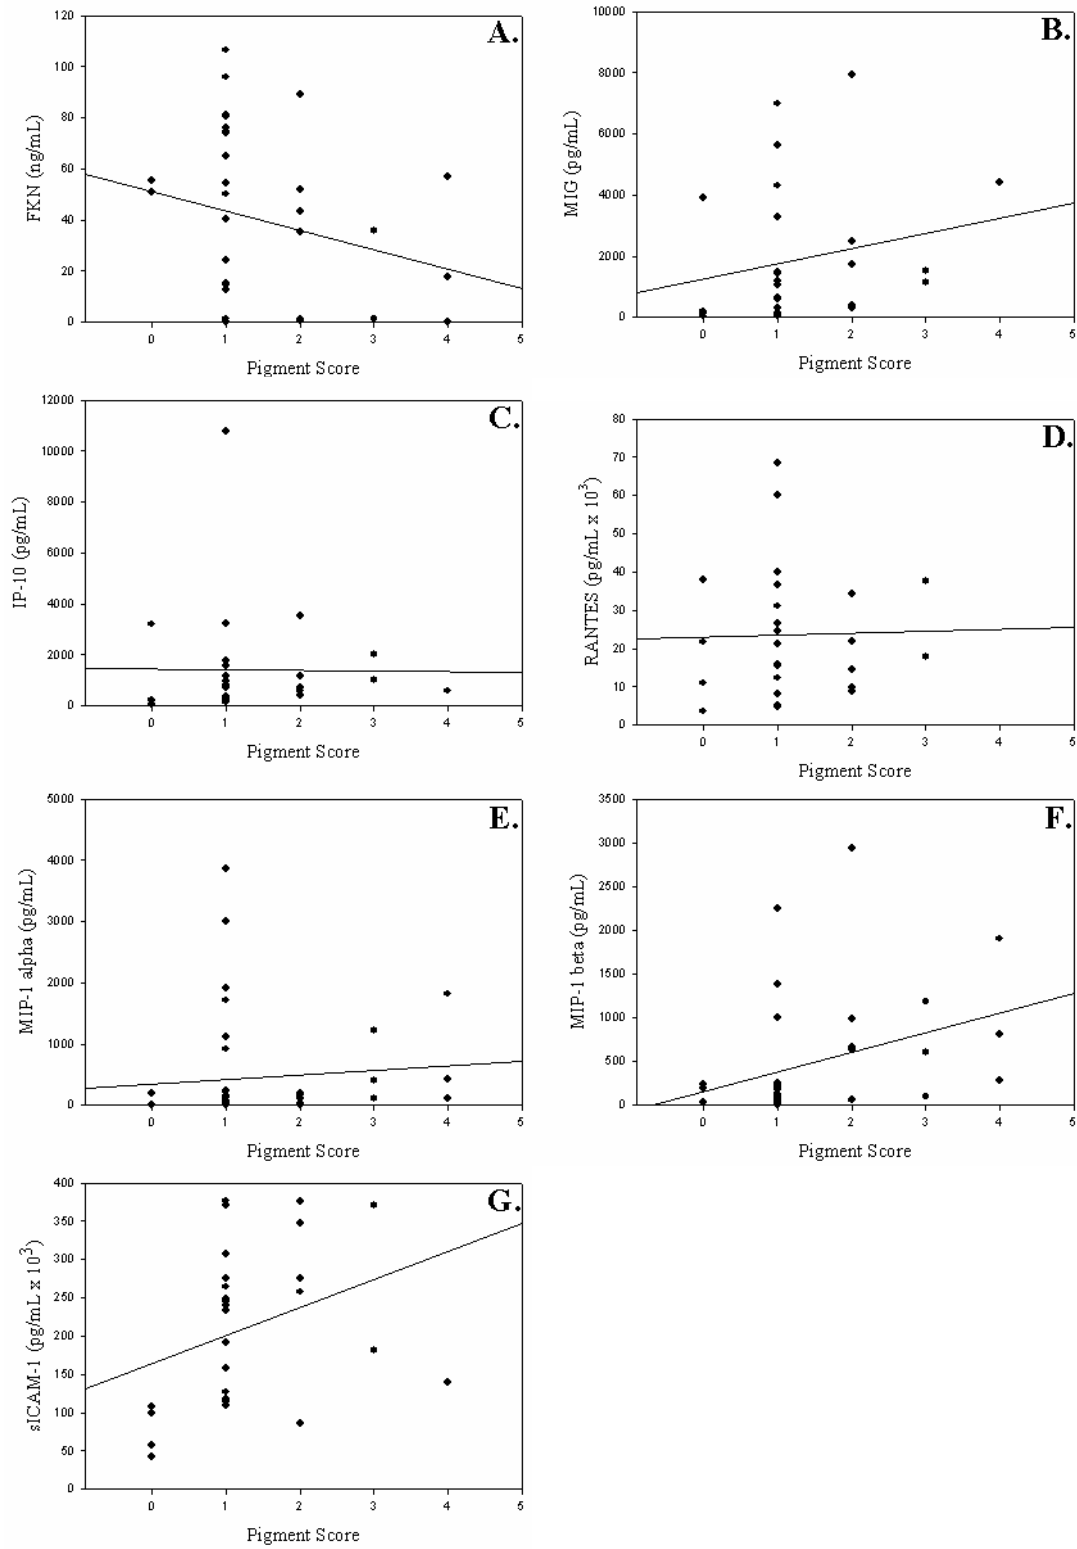 A.
FKN (ng/mL)
120
100
80
60
40
20
0
0 1 2 3 4 5
Pigment Score
B.
MIG (pg/mL)
10000
8000
6000
4000
2000
0
0 1 2 3 4 5
Pigment Score
C.
IP-10 (pg/mL)
12000
10000
8000
6000
4000
2000
0
0 1 2 3 4 5
Pigment Score
D.
RANTES (pg/mL x 10³)
80
70
60
50
40
30
20
10
0
0 1 2 3 4 5
Pigment Score
E.
MIP-1 alpha (pg/mL)
5000
4000
3000
2000
1000
0
0 1 2 3 4 5
Pigment Score
F.
MIP-1 beta (pg/mL)
3500
3000
2500
2000
1500
1000
500
0
0 1 2 3 4 5
Pigment Score
G.
sICAM-1 (pg/mL x 10³)
400
350
300
250
200
150
100
50
0
0 1 2 3 4 5
Pigment Score